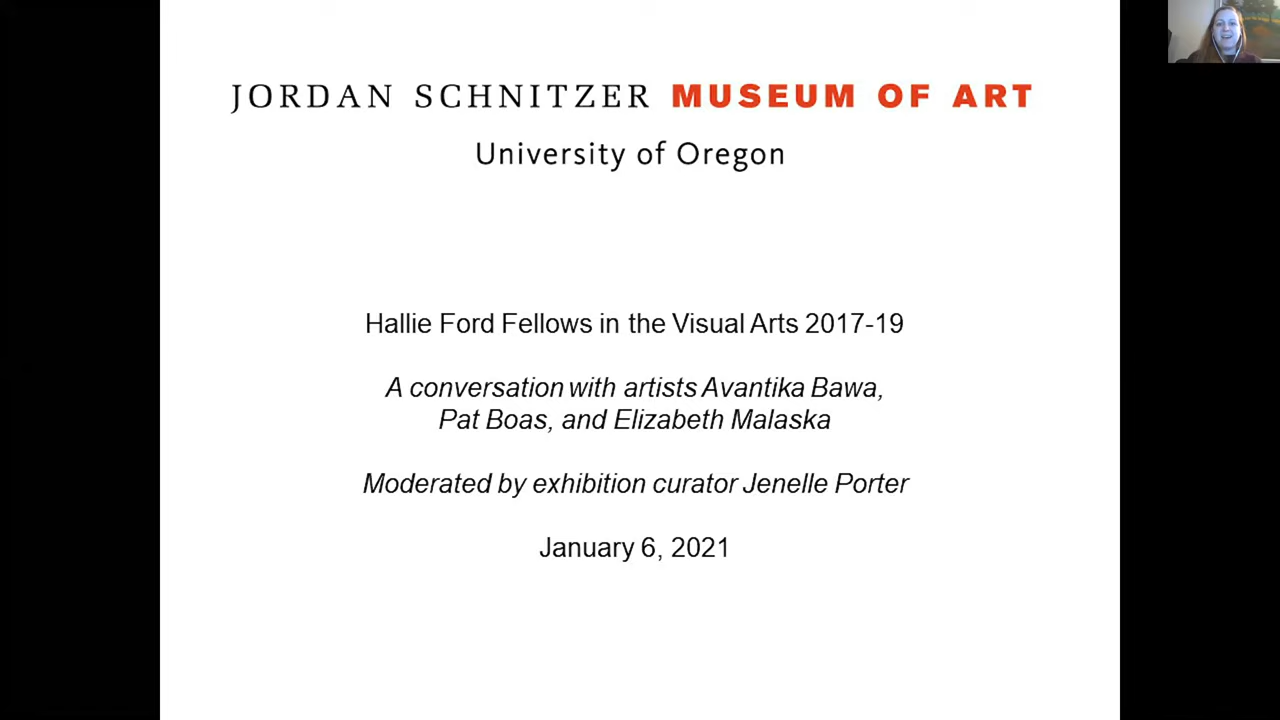 JORDAN SCHNITZER MUSEUM OF ART
University of Oregon
Hallie Ford Fellows in the Visual Arts 2017-19
A conversation with artists Avantika Bawa,
Pat Boas, and Elizabeth Malaska
Moderated by exhibition curator Jenelle Porter
January 6, 2021